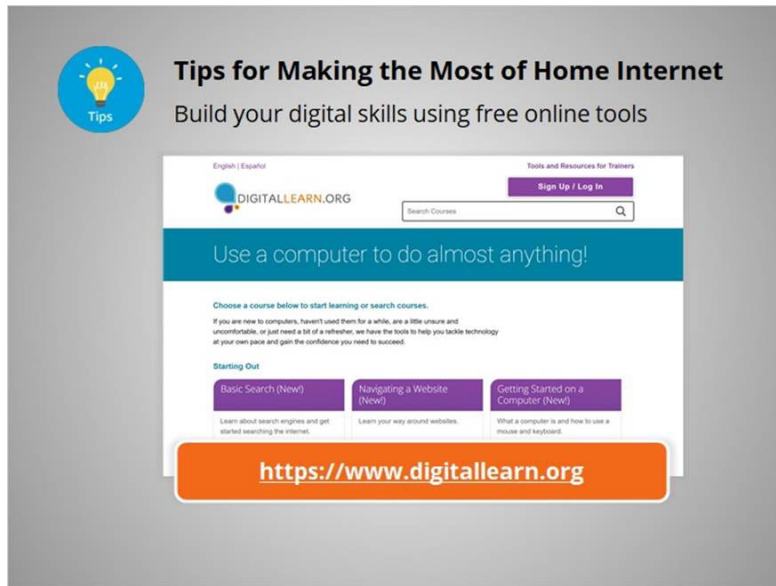 Tips for Making the Most of Home Internet
Tips
Build your digital skills using free online tools
English | Español
Tools and Resources for Trainers
Sign Up / Log In
DIGITALLEARN.ORG
Search Courses
Use a computer to do almost anything!
Choose a course below to start learning or search courses.
If you are new to computers, haven't used them for a while, are a little unsure and
uncomfortable, or just need a bit of a refresher, we have the tools to help you tackle technology
at your own pace and gain the confidence you need to succeed.
Starting Out
Basic Search (New!)
Learn about search engines and get
started searching the internet.
Navigating a Website
(New!)
Learn your way around websites.
Getting Started on a
Computer (New!)
What a computer is and how to use a
mouse and keyboard.
https://www.digitallearn.org